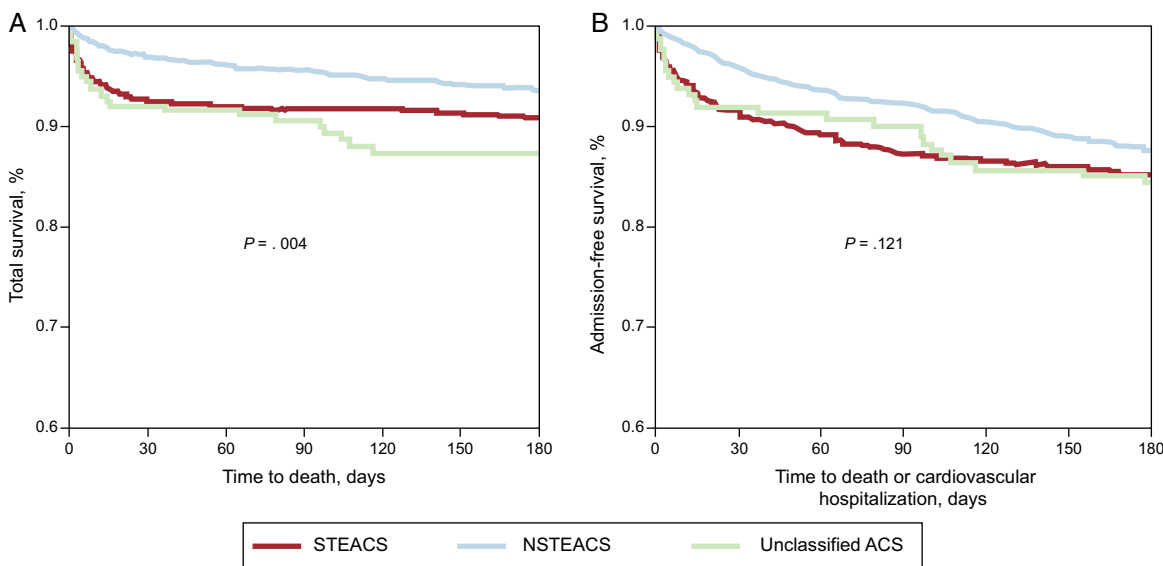 A
Total survival, %
1.0
0.9
0.8
0.7
0.6
P = . 004
0 30 60 90 120 150 180
Time to death, days
B
Admission-free survival, %
1.0
0.9
0.8
0.7
0.6
P = .121
0 30 60 90 120 150 180
Time to death or cardiovascular
hospitalization, days
STEACS NSTEACS Unclassified ACS